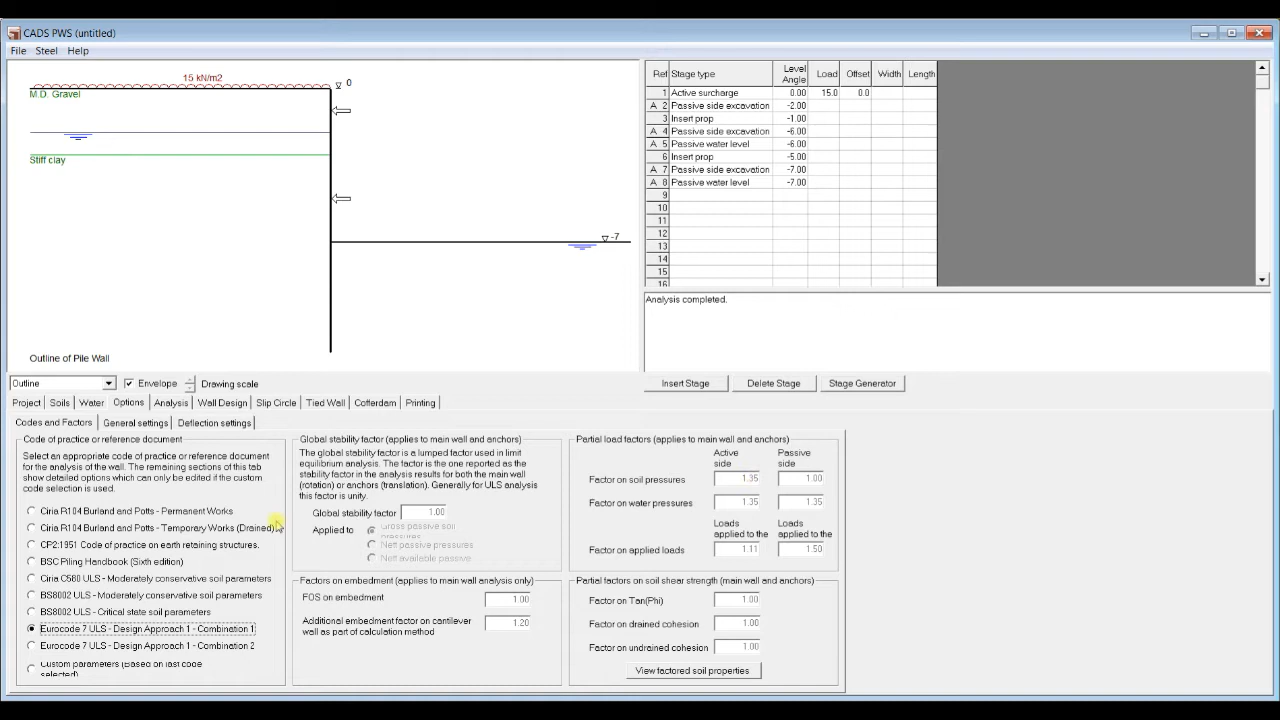 CADS PWS (untitled)
File Steel Help
15 kN/m2
0
M.D. Gravel
Stiff clay
-7
Outline of Pile Wall
Ref Stage type Level Angle Load Offset Width Length
1 Active surcharge 0.00 15.0 0.0
A 2 Passive side excavation -2.00
3 Insert prop -1.00
A 4 Passive side excavation -6.00
A 5 Passive water level -6.00
6 Insert prop -5.00
A 7 Passive side excavation -7.00
A 8 Passive water level -7.00
9
10
11
12
13
14
15
16
Analysis completed.
Outline Envelope Drawing scale
Insert Stage Delete Stage Stage Generator
Project Soils Water Options Analysis Wall Design Slip Circle Tied Wall Cofferdam Printing
Codes and Factors General settings Deflection settings
Code of practice or reference document
Select an appropriate code of practice or reference document
for the analysis of the wall. The remaining sections of this tab
show detailed options which can only be edited if the custom
code selection is used.
Ciria R104 Burland and Potts - Permanent Works
Ciria R104 Burland and Potts - Temporary Works (Drained)
CP2:1951 Code of practice on earth retaining structures.
BSC Piling Handbook (Sixth edition)
Ciria C580 ULS - Moderately conservative soil parameters
BS8002 ULS - Moderately conservative soil parameters
BS8002 ULS - Critical state soil parameters
Eurocode 7 ULS - Design Approach 1 - Combination 1
Eurocode 7 ULS - Design Approach 1 - Combination 2
Custom parameters (Based on last code
selected)
Global stability factor (applies to main wall and anchors)
The global stability factor is a lumped factor used in limit
equilibrium analysis. The factor is the one reported as the
stability factor in the analysis results for both the main wall
(rotation) or anchors (translation). Generally for ULS analysis
this factor is unity.
Global stability factor 1.00
Applied to Gross passive soil
pressures
Nett passive pressures
Nett available passive
Factors on embedment (applies to main wall analysis only)
FOS on embedment 1.00
Additional embedment factor on cantilever
wall as part of calculation method 1.20
Partial load factors (applies to main wall and anchors)
Active side Passive side
Factor on soil pressures 1.35 1.00
Factor on water pressures 1.35 1.35
Loads applied to the Loads applied to the
Factor on applied loads 1.11 1.50
Partial factors on soil shear strength (main wall and anchors)
Factor on Tan(Phi) 1.00
Factor on drained cohesion 1.00
Factor on undrained cohesion 1.00
View factored soil properties